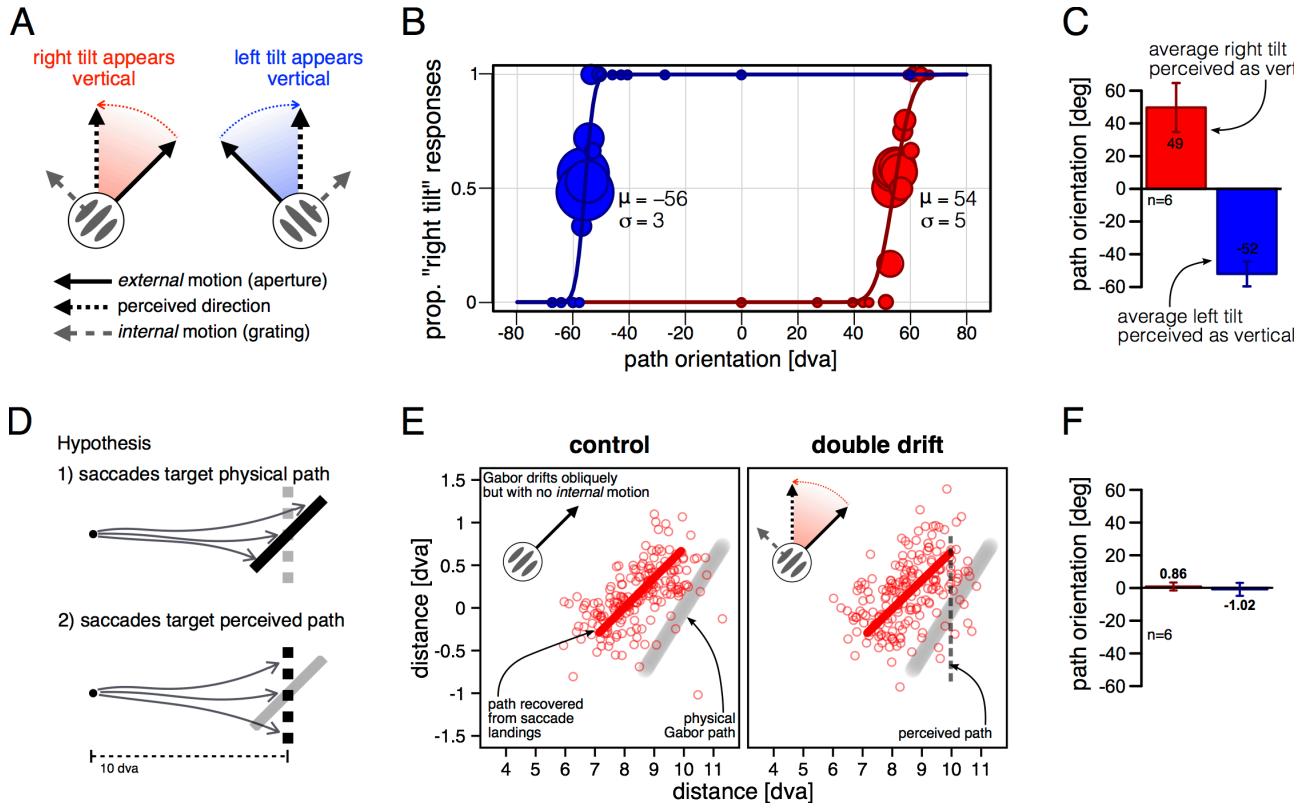 A
right tilt appears
vertical
left tilt appears
vertical
external motion (aperture)
perceived direction
internal motion (grating)
B
prop. "right tilt" responses
1
0.5
0
μ = −56
σ = 3
μ = 54
σ = 5
-80 -60 -40 -20 0 20 40 60 80
path orientation [dva]
C
average right tilt
perceived as verti
path orientation [deg]
60
40
20
0
-20
-40
-60
49
n=6
-52
average left tilt
perceived as vertical
D
Hypothesis
1) saccades target physical path
2) saccades target perceived path
10 dva
E
control
double drift
distance [dva]
1.5
1
0.5
0
-0.5
-1
-1.5
Gabor drifts obliquely
but with no internal motion
path recovered
from saccade
landings
physical
Gabor path
perceived path
4 5 6 7 8 9 10 11
4 5 6 7 8 9 10 11
distance [dva]
F
path orientation [deg]
60
40
20
0
-20
-40
-60
0.86
-1.02
n=6